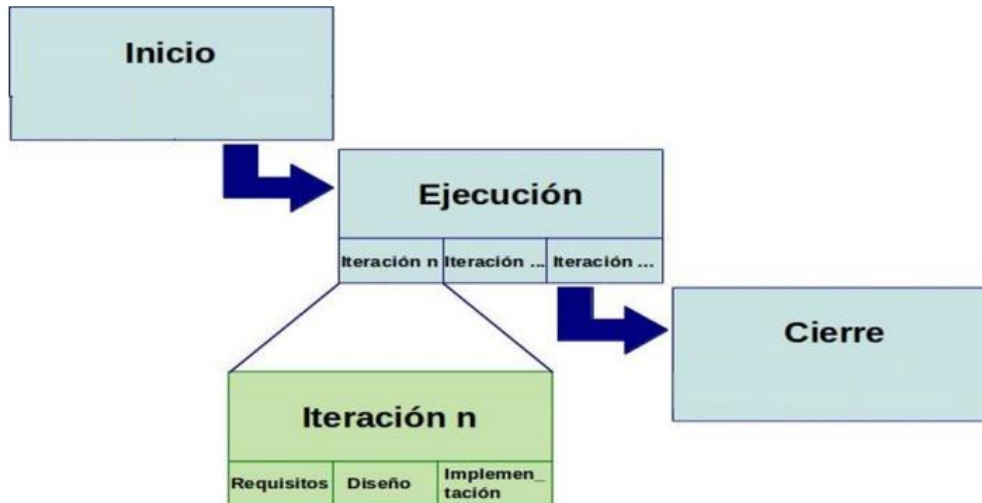 Inicio
Ejecución
Iteración n
Iteración ...
Iteración ...
Cierre
Iteración n
Requisitos
Diseño
Implemen_
tación